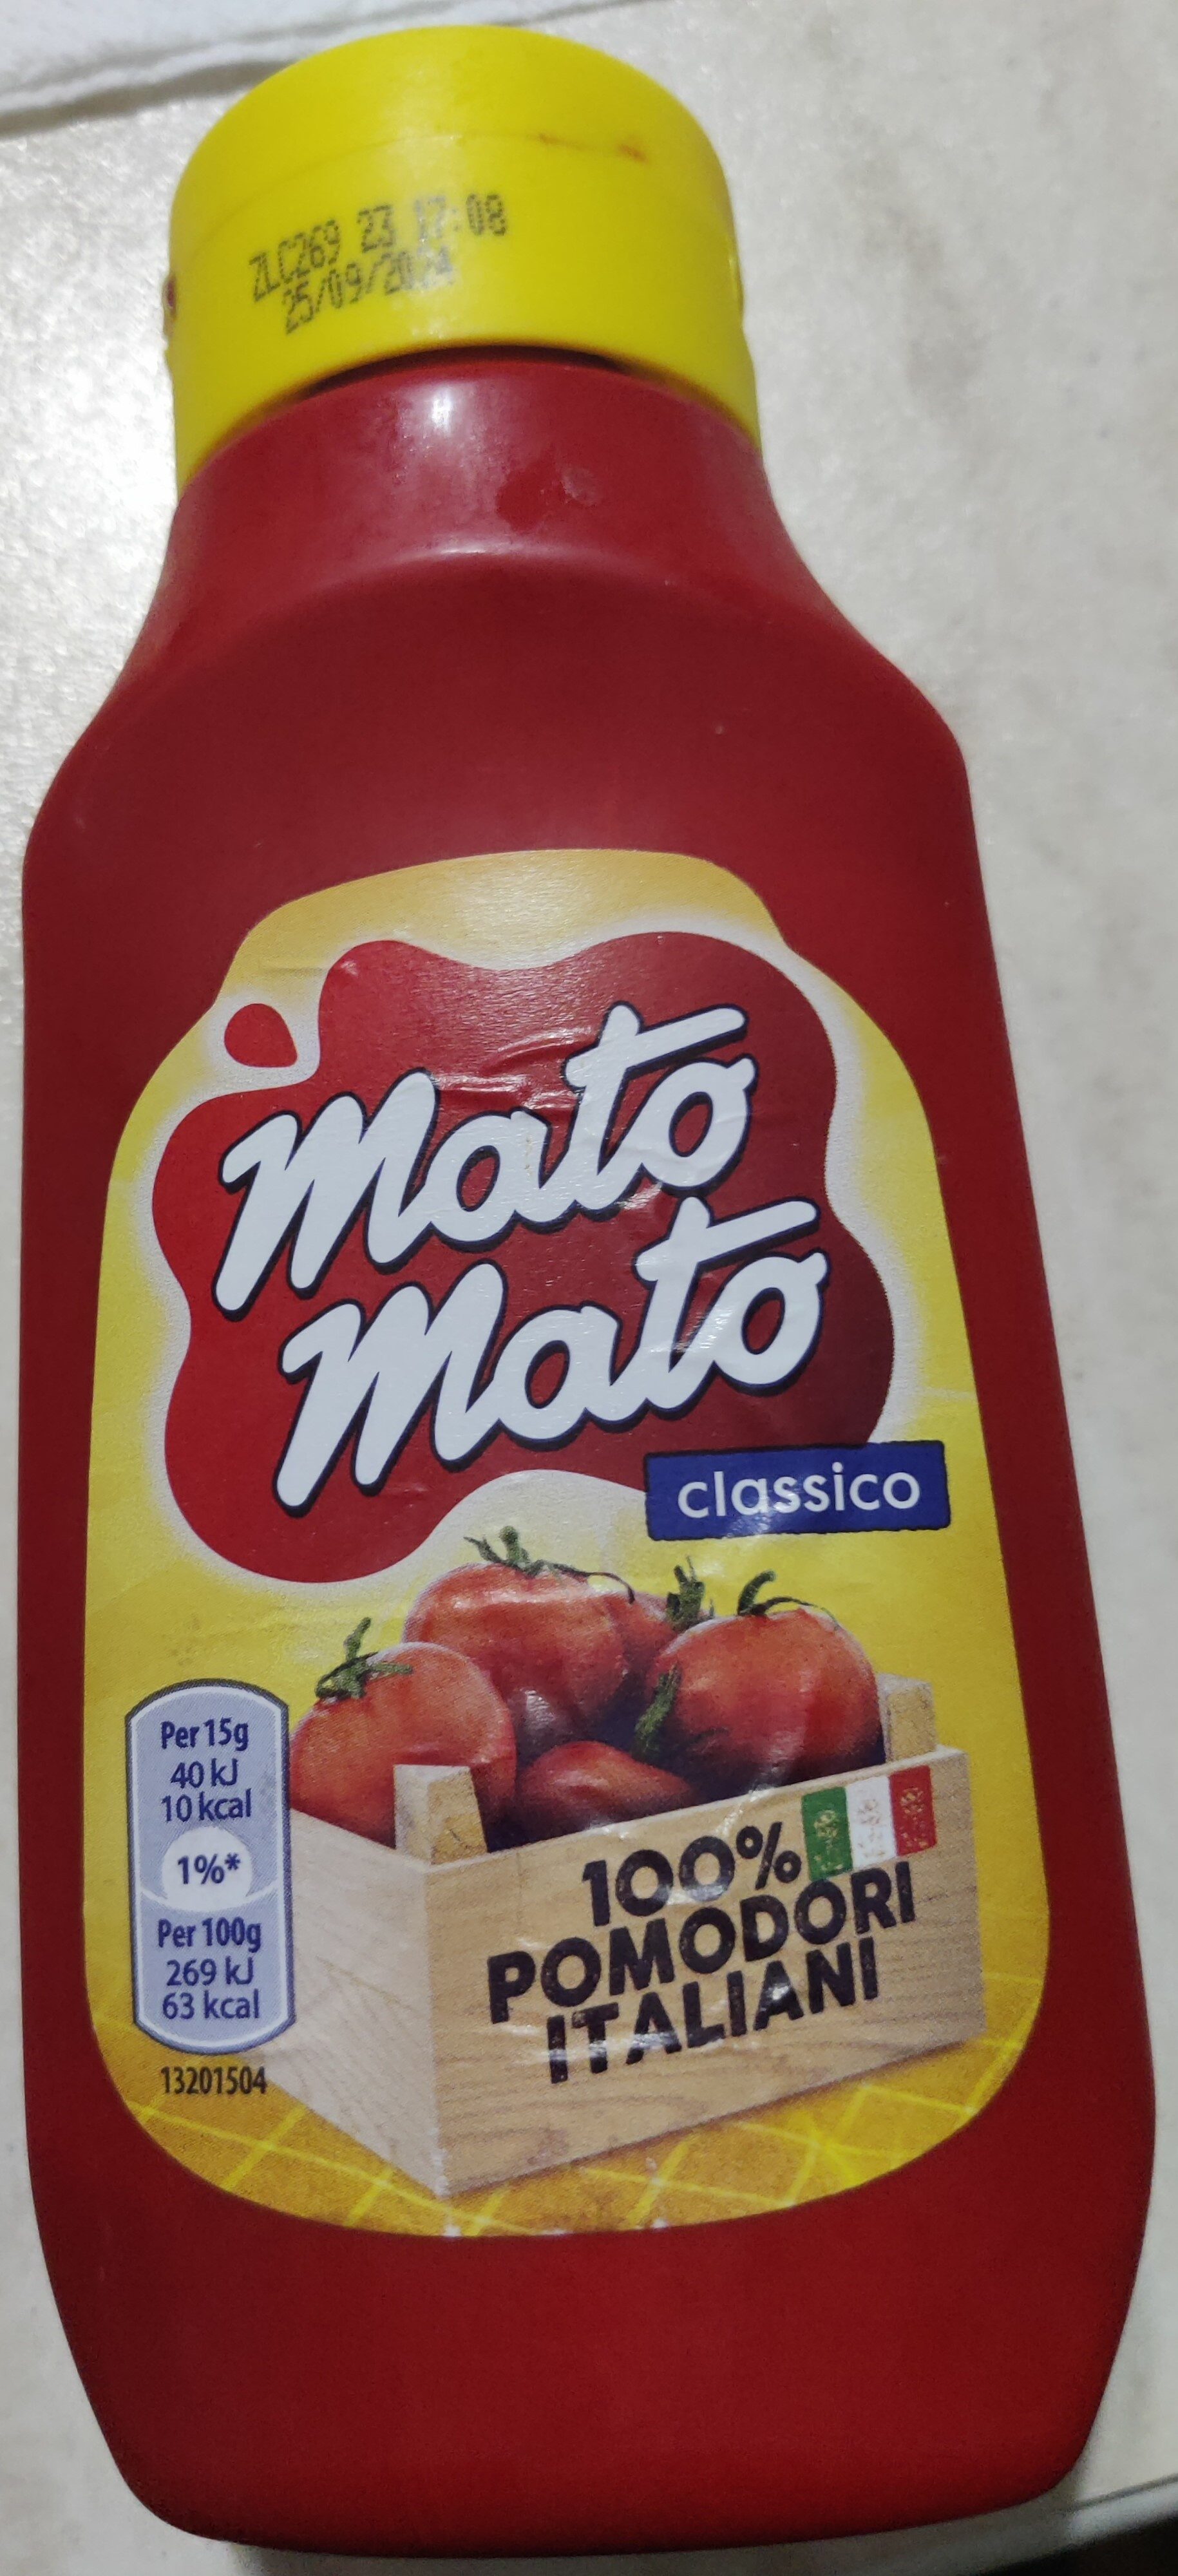 ZLC269 23 17:08
25/09/2024
Mato
Mato
classico
Per 15g
40 kJ
10 kcal
1%*
Per 100g
269 kJ
63 kcal
13201504
100%
POMODORI
ITALIANI